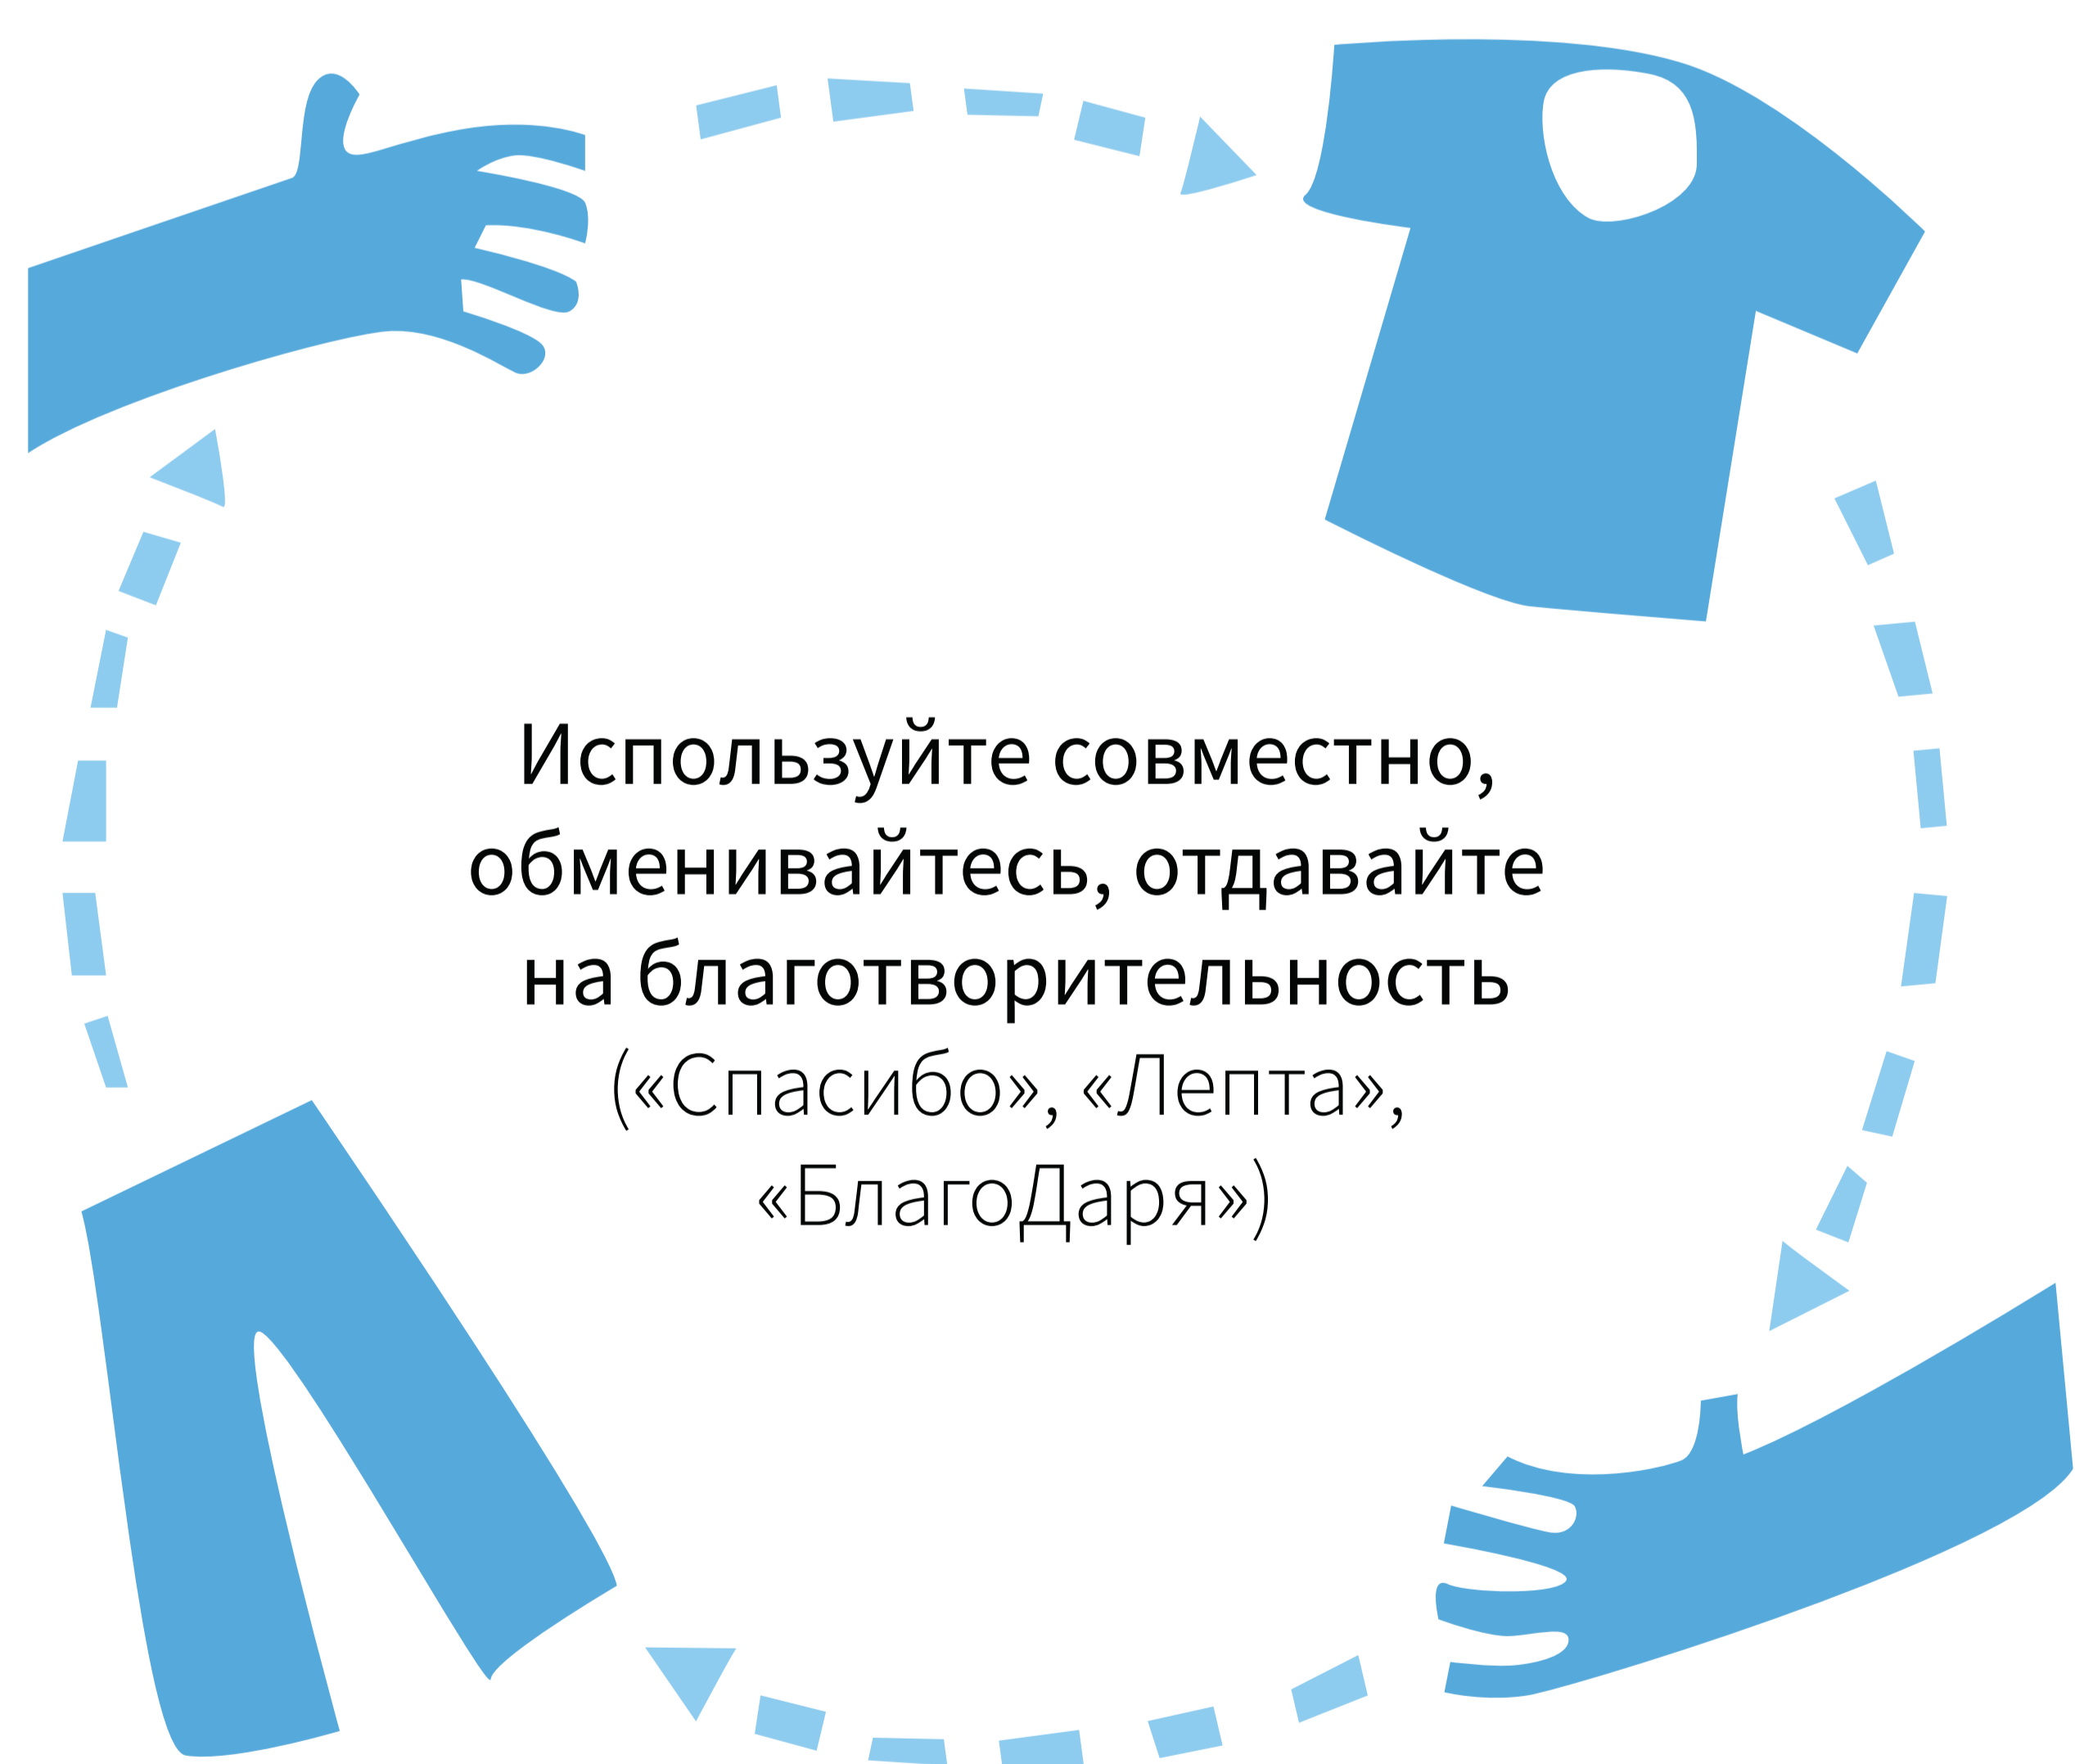 Используйте совместно,
обменивайтесь, отдавайте
на благотворительность
(«Спасибо», «Лепта»,
«БлагоДаря»)